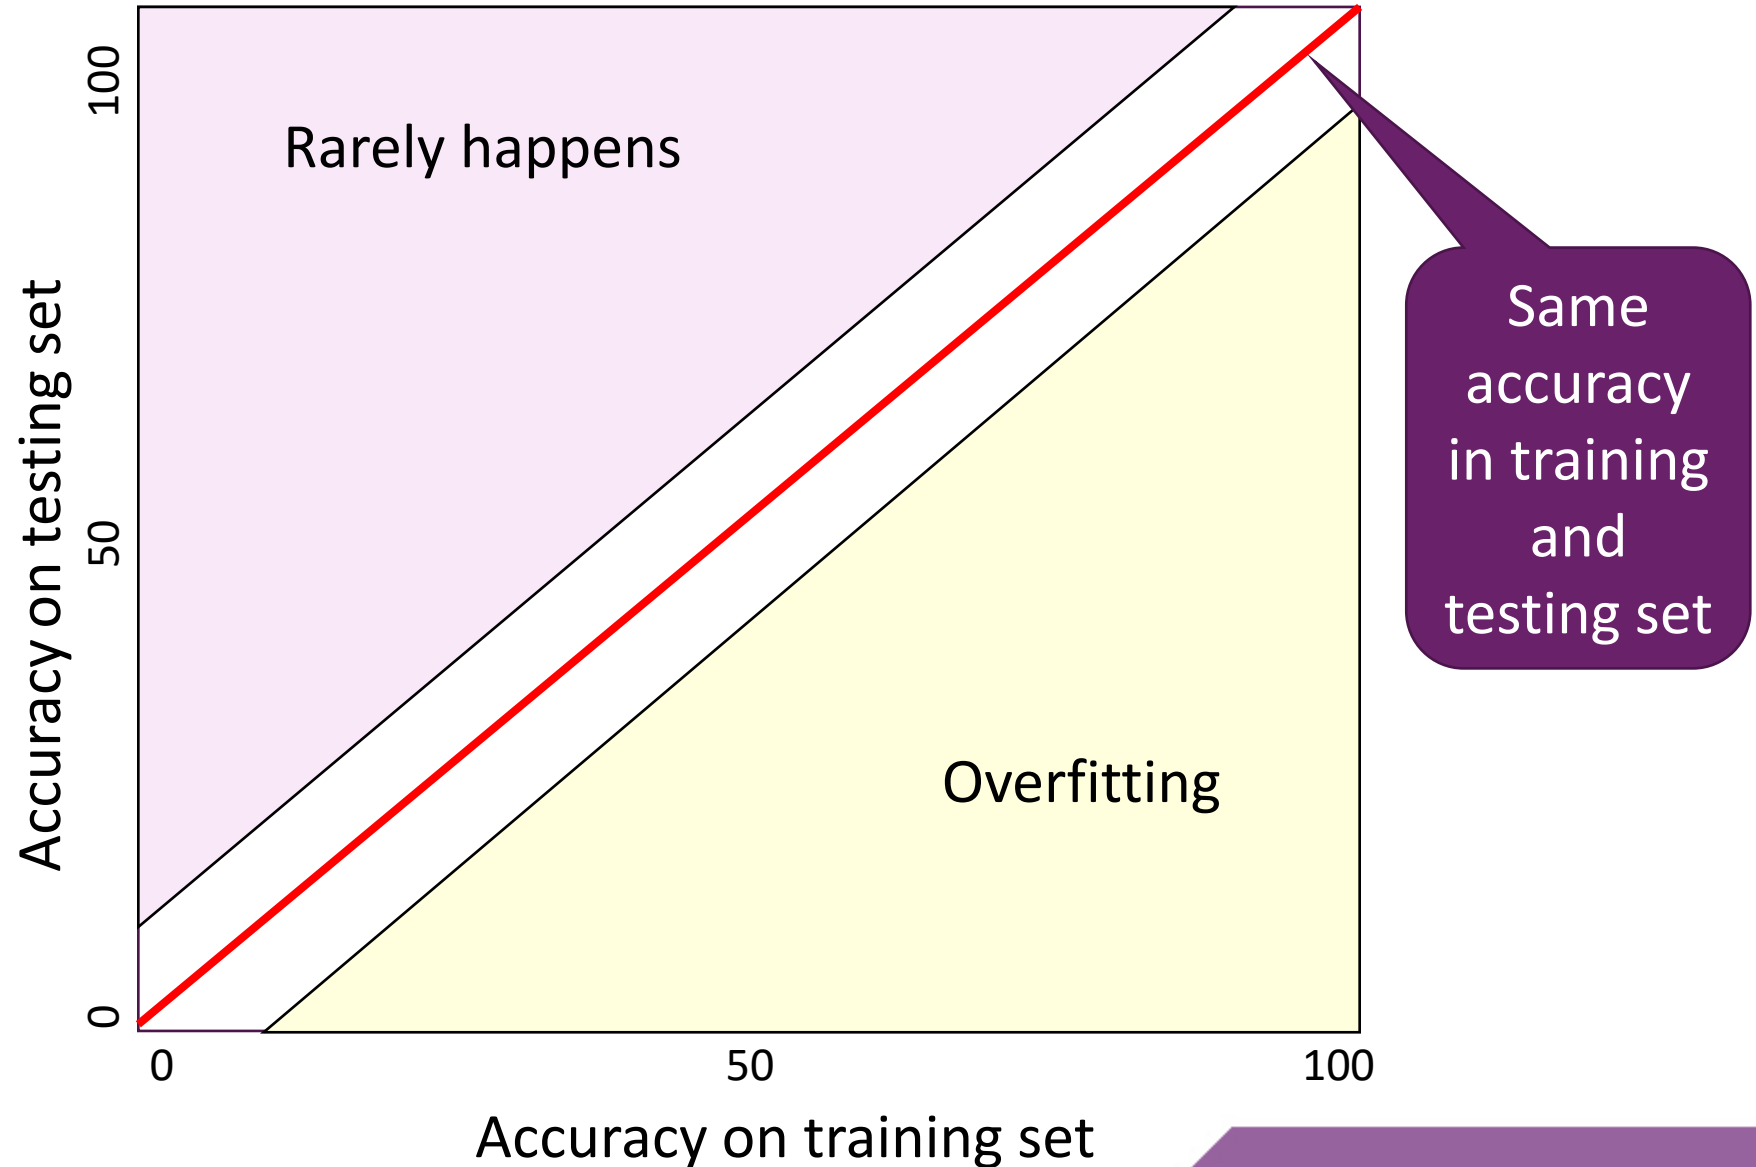 100
Rarely happens
Same
accuracy
in training
and
testing set
Accuracy on testing set
50
Overfitting
0
0 50 100
Accuracy on training set